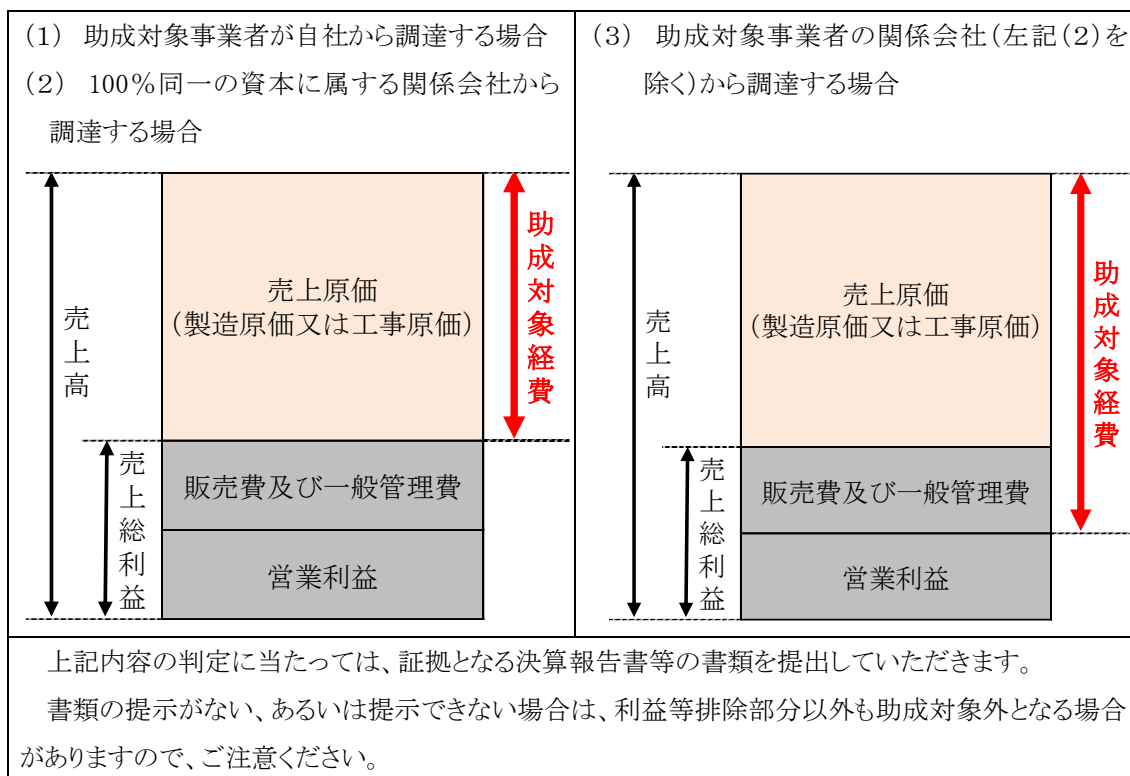 (1) 助成対象事業者が自社から調達する場合
(2) 100%同一の資本に属する関係会社から
調達する場合
売上高
売上原価
(製造原価又は工事原価)
助成対象経費
売上総利益
販売費及び一般管理費
営業利益
(3) 助成対象事業者の関係会社(左記(2)を
除く)から調達する場合
売上高
売上原価
(製造原価又は工事原価)
助成対象経費
売上総利益
販売費及び一般管理費
営業利益
上記内容の判定に当たっては、証拠となる決算報告書等の書類を提出していただきます。
書類の提示がない、あるいは提示できない場合は、利益等排除部分以外も助成対象外となる場合
がありますので、ご注意ください。